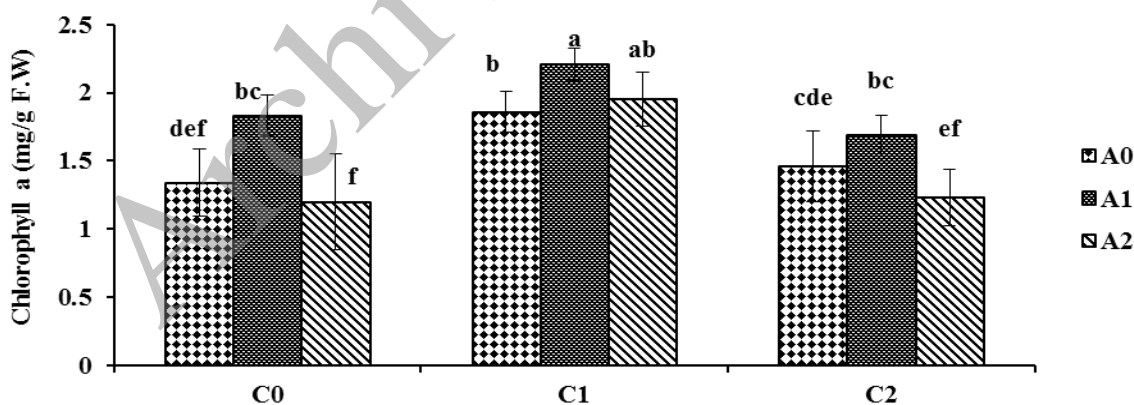 2.5
2
1.5
1
0.5
0
Chlorophyll a (mg/g F.W)
def
bc
f
b
a
ab
cde
bc
ef
C0
C1
C2
A0
A1
A2
Archi